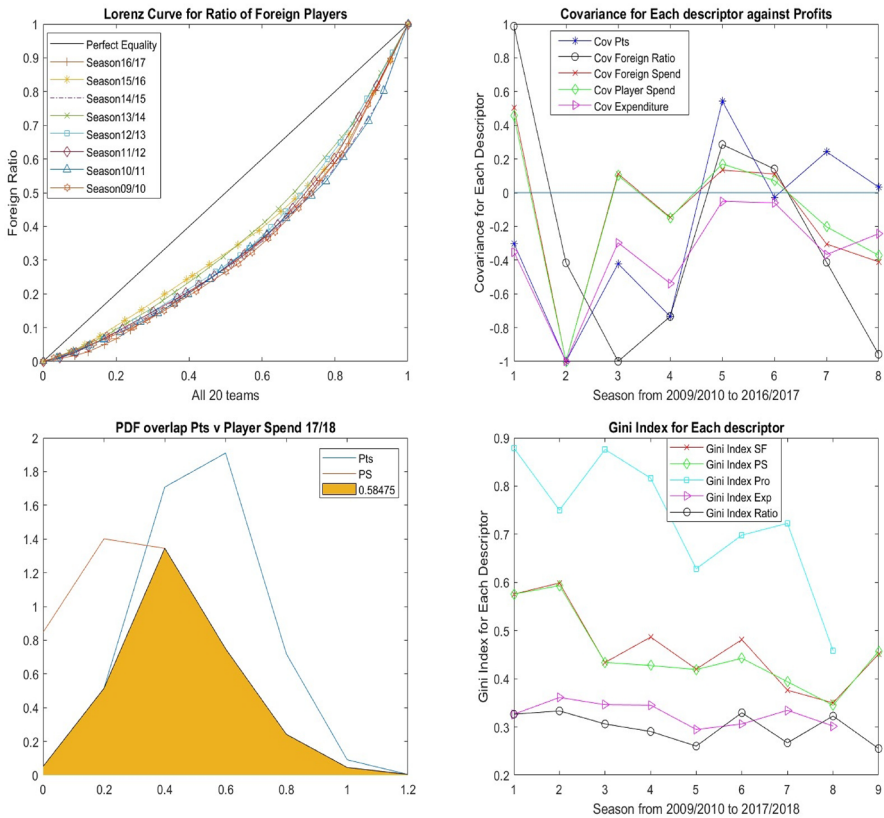 Lorenz Curve for Ratio of Foreign Players
1
0.9
0.8
0.7
0.6
0.5
0.4
0.3
0.2
0.1
0
Foreign Ratio
Perfect Equality
Season16/17
Season15/16
Season14/15
Season13/14
Season12/13
Season11/12
Season10/11
Season09/10
0 0.2 0.4 0.6 0.8 1
All 20 teams
Covariance for Each descriptor against Profits
1
0.8
0.6
0.4
0.2
0
-0.2
-0.4
-0.6
-0.8
-1
Covariance for Each Descriptor
Cov Pts
Cov Foreign Ratio
Cov Foreign Spend
Cov Player Spend
Cov Expenditure
1 2 3 4 5 6 7 8
Season from 2009/2010 to 2016/2017
PDF overlap Pts v Player Spend 17/18
2
1.8
1.6
1.4
1.2
1
0.8
0.6
0.4
0.2
0
Pts
PS
0.58475
0 0.2 0.4 0.6 0.8 1 1.2
Gini Index for Each descriptor
0.9
0.8
0.7
0.6
0.5
0.4
0.3
0.2
Gini Index for Each Descriptor
Gini Index SF
Gini Index PS
Gini Index Pro
Gini Index Exp
Gini Index Ratio
1 2 3 4 5 6 7 8 9
Season from 2009/2010 to 2017/2018